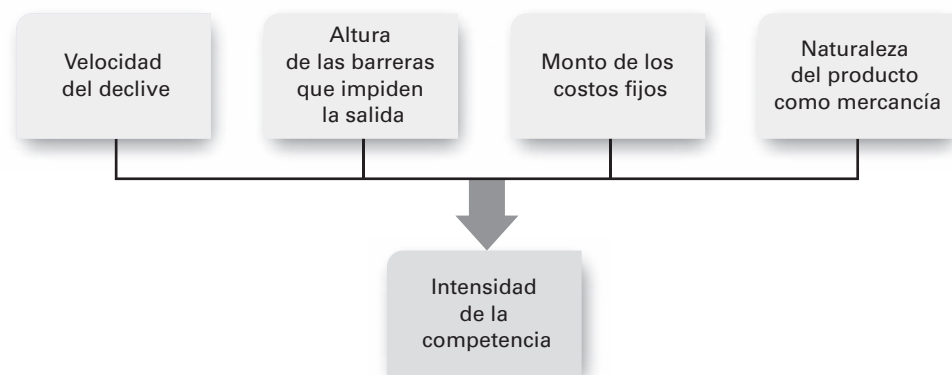 Velocidad
del declive
Altura
de las barreras
que impiden
la salida
Monto de los
costos fijos
Naturaleza
del producto
como mercancía
Intensidad
de la
competencia